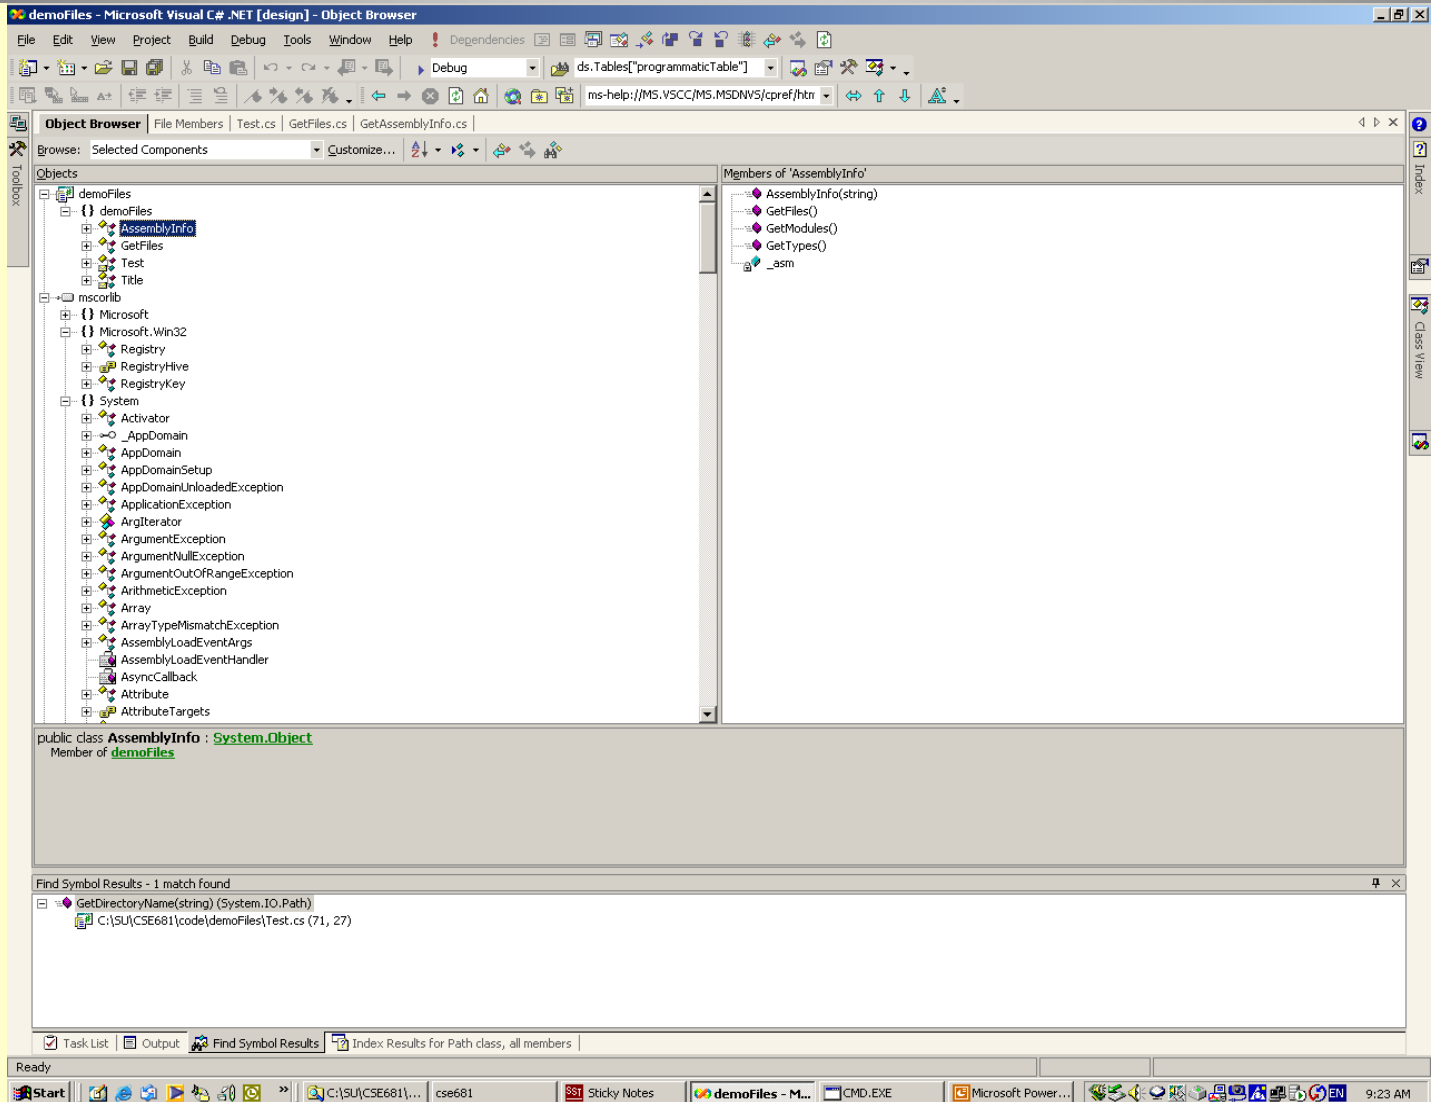 demoFiles - Microsoft Visual C# .NET [design] - Object Browser
File Edit View Project Build Debug Tools Window Help Dependencies
Debug ds.Tables["programmaticTable"]
ms-help://MS.VSCC/MS.MSDNVS/cpref/htm
Object Browser File Members Test.cs GetFiles.cs GetAssemblyInfo.cs
Browse: Selected Components Customize...
Toolbox
Index
Class View
Objects
demoFiles
{} demoFiles
AssemblyInfo
GetFiles
Test
Title
mscorlib
{} Microsoft
{} Microsoft.Win32
Registry
RegistryHive
RegistryKey
{} System
Activator
_AppDomain
AppDomain
AppDomainSetup
AppDomainUnloadedException
ApplicationException
ArgIterator
ArgumentException
ArgumentNullException
ArgumentOutOfRangeException
ArithmeticException
Array
ArrayTypeMismatchException
AssemblyLoadEventArgs
AssemblyLoadEventHandler
AsyncCallback
Attribute
AttributeTargets
Members of 'AssemblyInfo'
AssemblyInfo(string)
GetFiles()
GetModules()
GetTypes()
_asm
public class AssemblyInfo : System.Object
Member of demoFiles
Find Symbol Results - 1 match found
GetDirectoryName(string) (System.IO.Path)
C:\SU\CSE681\code\demoFiles\Test.cs (71, 27)
Task List Output Find Symbol Results Index Results for Path class, all members
Ready
Start » C:\SU\CSE681\... cse681 SST Sticky Notes demoFiles - M... CMD.EXE Microsoft Power... EN 9:23 AM